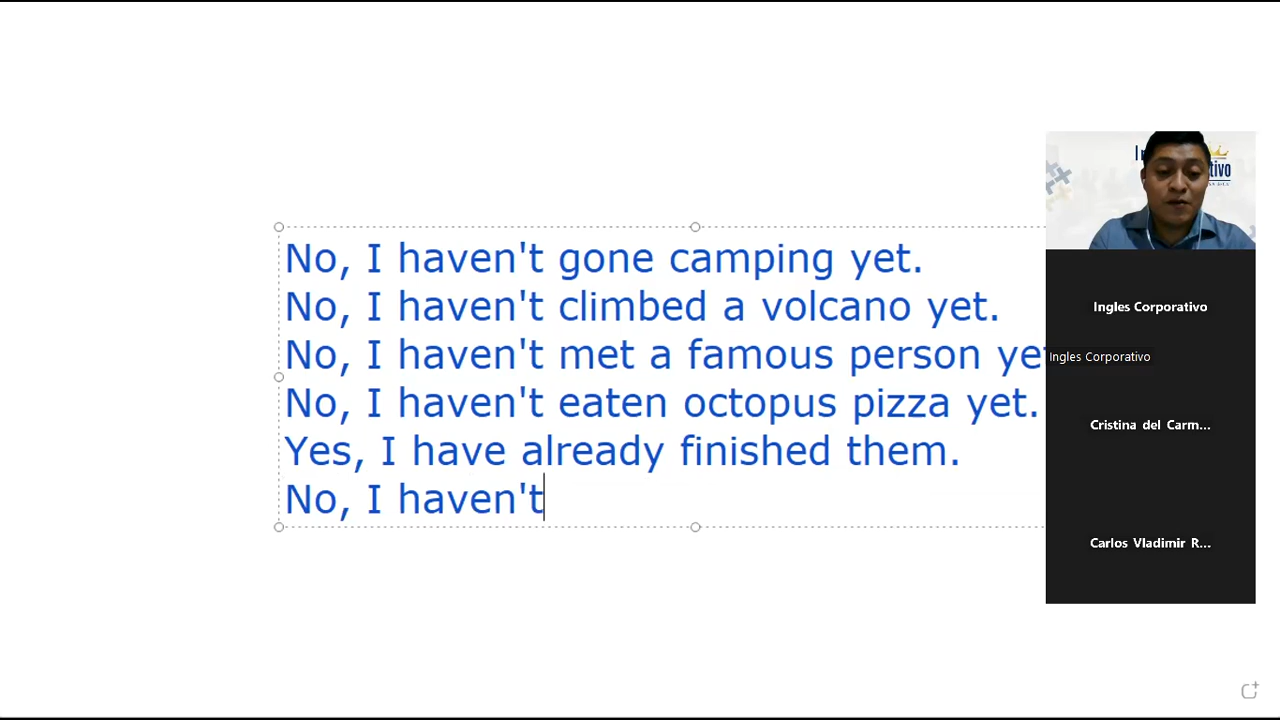 No, I haven't gone camping yet.
No, I haven't climbed a volcano yet.
No, I haven't met a famous person
No, I haven't eaten octopus pizza yet.
Yes, I have already finished them.
No, I haven't
Ingles Corporativo
Ingles Corporativo
Cristina del Carm...
Carlos Vladimir R...